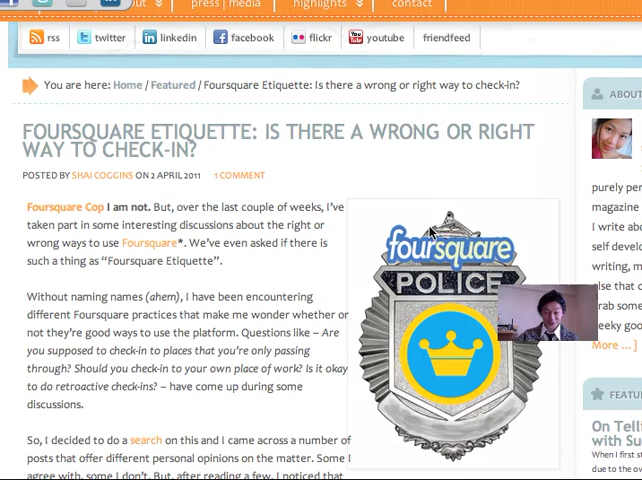 out press | media highlights contact
rss twitter linkedin facebook flickr youtube friendfeed
You are here: Home / Featured / Foursquare Etiquette: Is there a wrong or right way to check-in?
ABOUT
FOURSQUARE ETIQUETTE: IS THERE A WRONG OR RIGHT
WAY TO CHECK-IN?
POSTED BY SHAI COGGINS ON 2 APRIL 2011 1 COMMENT
Foursquare Cop I am not. But, over the last couple of weeks, I've
taken part in some interesting discussions about the right or
wrong ways to use Foursquare*. We've even asked if there is
such a thing as “Foursquare Etiquette”.
Without naming names (ahem), I have been encountering
different Foursquare practices that make me wonder whether or
not they're good ways to use the platform. Questions like – Are
you supposed to check-in to places that you're only passing
through? Should you check-in to your own place of work? Is it okay
to do retroactive check-ins? – have come up during some
discussions.
So, I decided to do a search on this and I came across a number of
posts that offer different personal opinions on the matter. Some I
agree with, some I don't. But, after reading a few, I noticed that
foursquare
POLICE
purely per
magazine
I write abo
self develo
writing, m
else that c
rab some
eeky goo
More ... ]
FEATU
On Telli
with Su
When I first s
due to the ov